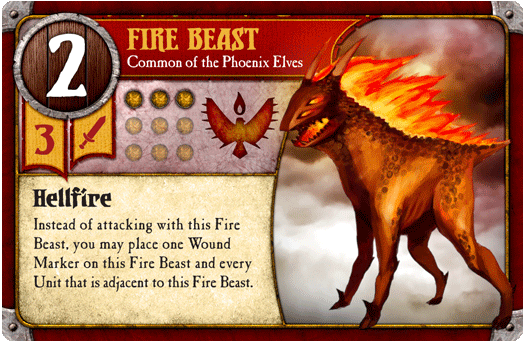 2
FIRE BEAST
Common of the Phoenix Elves
3
Hellfire
Instead of attacking with this Fire
Beast, you may place one Wound
Marker on this Fire Beast and every
Unit that is adjacent to this Fire Beast.